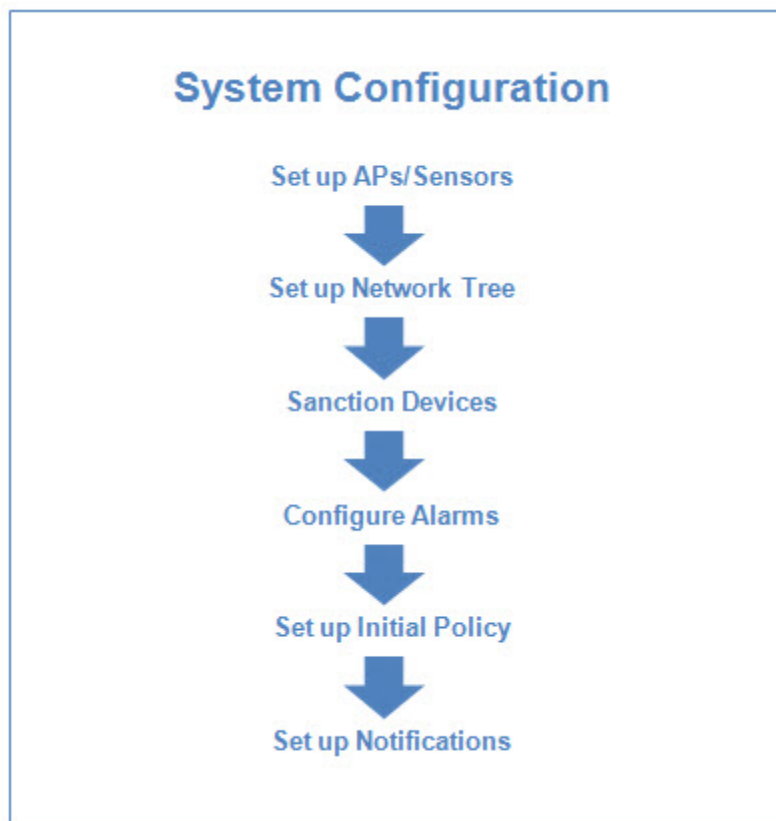 System Configuration
Set up APs/Sensors
Set up Network Tree
Sanction Devices
Configure Alarms
Set up Initial Policy
Set up Notifications